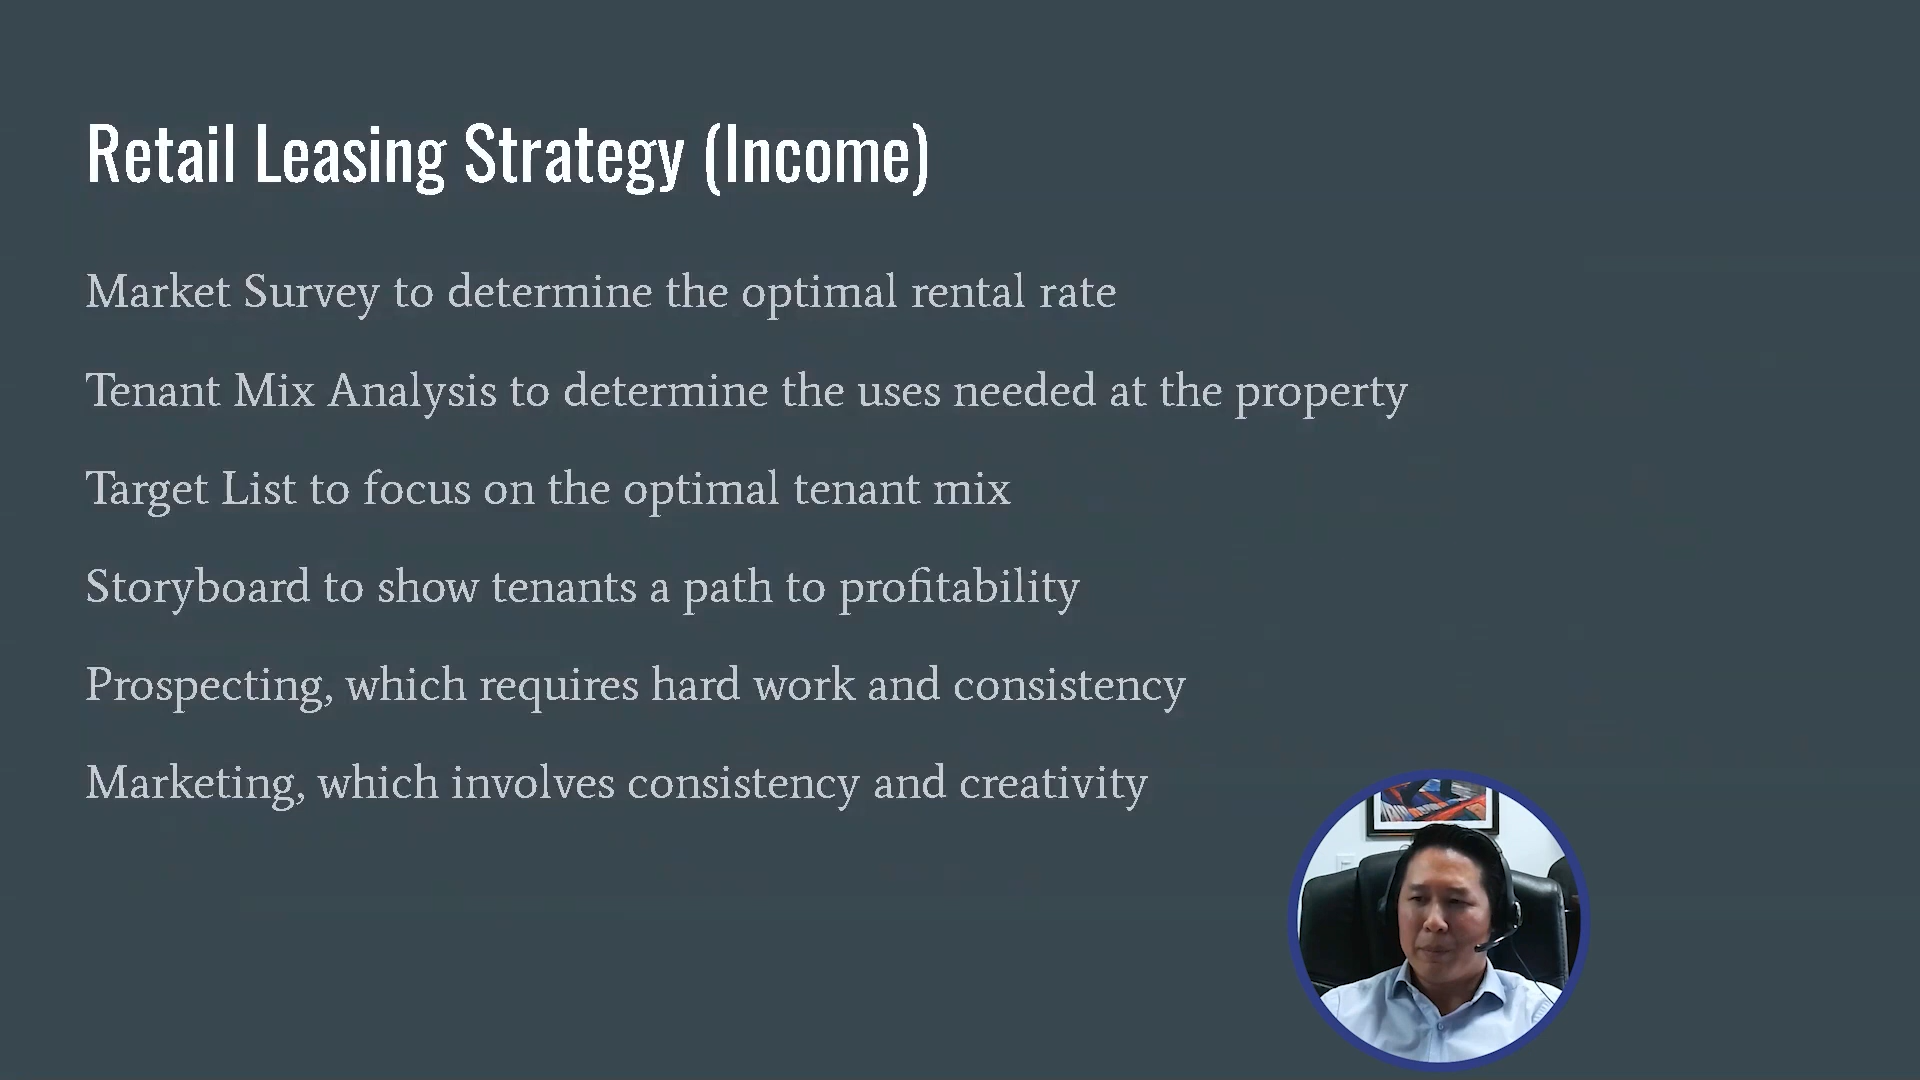 Retail Leasing Strategy (Income)
Market Survey to determine the optimal rental rate
Tenant Mix Analysis to determine the uses needed at the property
Target List to focus on the optimal tenant mix
Storyboard to show tenants a path to profitability
Prospecting, which requires hard work and consistency
Marketing, which involves consistency and creativity